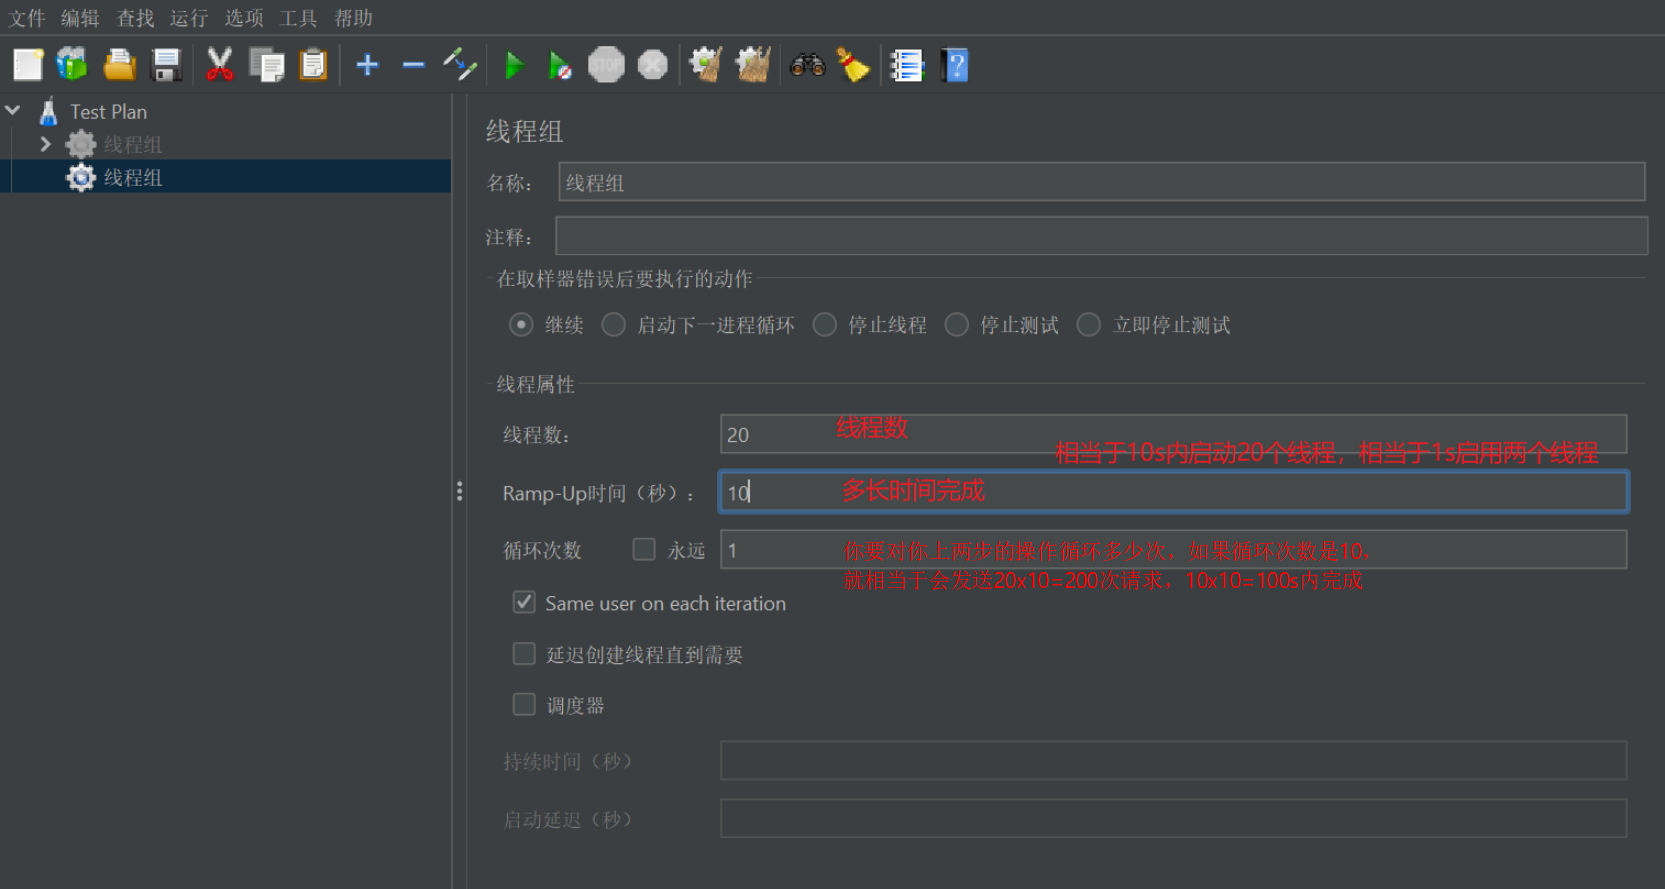 文件 编辑 查找 运行 选项 工具 帮助
STOP
?
Test Plan
线程组
线程组
线程组
名称: 线程组
注释:
在取样器错误后要执行的动作
继续 启动下一进程循环 停止线程 停止测试 立即停止测试
线程属性
线程数: 20 线程数
相当于10s内启动20个线程，相当于1s启用两个线程
Ramp-Up时间（秒）: 10 多长时间完成
循环次数 永远 1 你要对你上两步的操作循环多少次，如果循环次数是10，
就相当于会发送20x10=200次请求，10x10=100s内完成
Same user on each iteration
延迟创建线程直到需要
调度器
持续时间（秒）
启动延迟（秒）